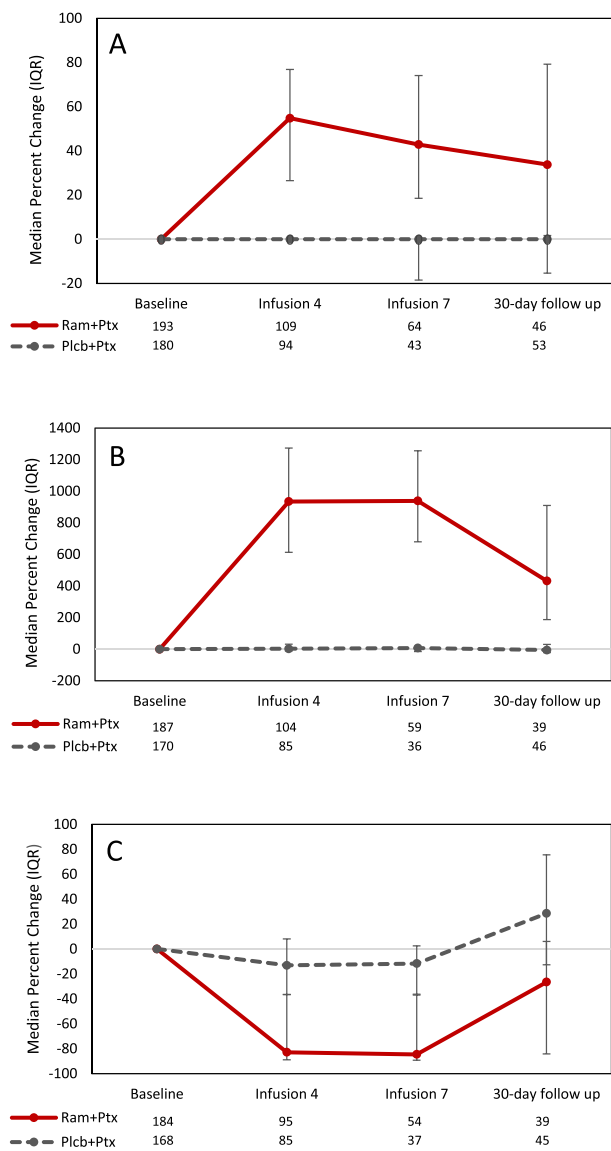 A
Median Percent Change (IQR)
100
80
60
40
20
0
-20
Baseline Infusion 4 Infusion 7 30-day follow up
Ram+Ptx 193 109 64 46
Plcb+Ptx 180 94 43 53
B
Median Percent Change (IQR)
1400
1200
1000
800
600
400
200
0
-200
Baseline Infusion 4 Infusion 7 30-day follow up
Ram+Ptx 187 104 59 39
Plcb+Ptx 170 85 36 46
C
Median Percent Change (IQR)
100
80
60
40
20
0
-20
-40
-60
-80
-100
Baseline Infusion 4 Infusion 7 30-day follow up
Ram+Ptx 184 95 54 39
Plcb+Ptx 168 85 37 45